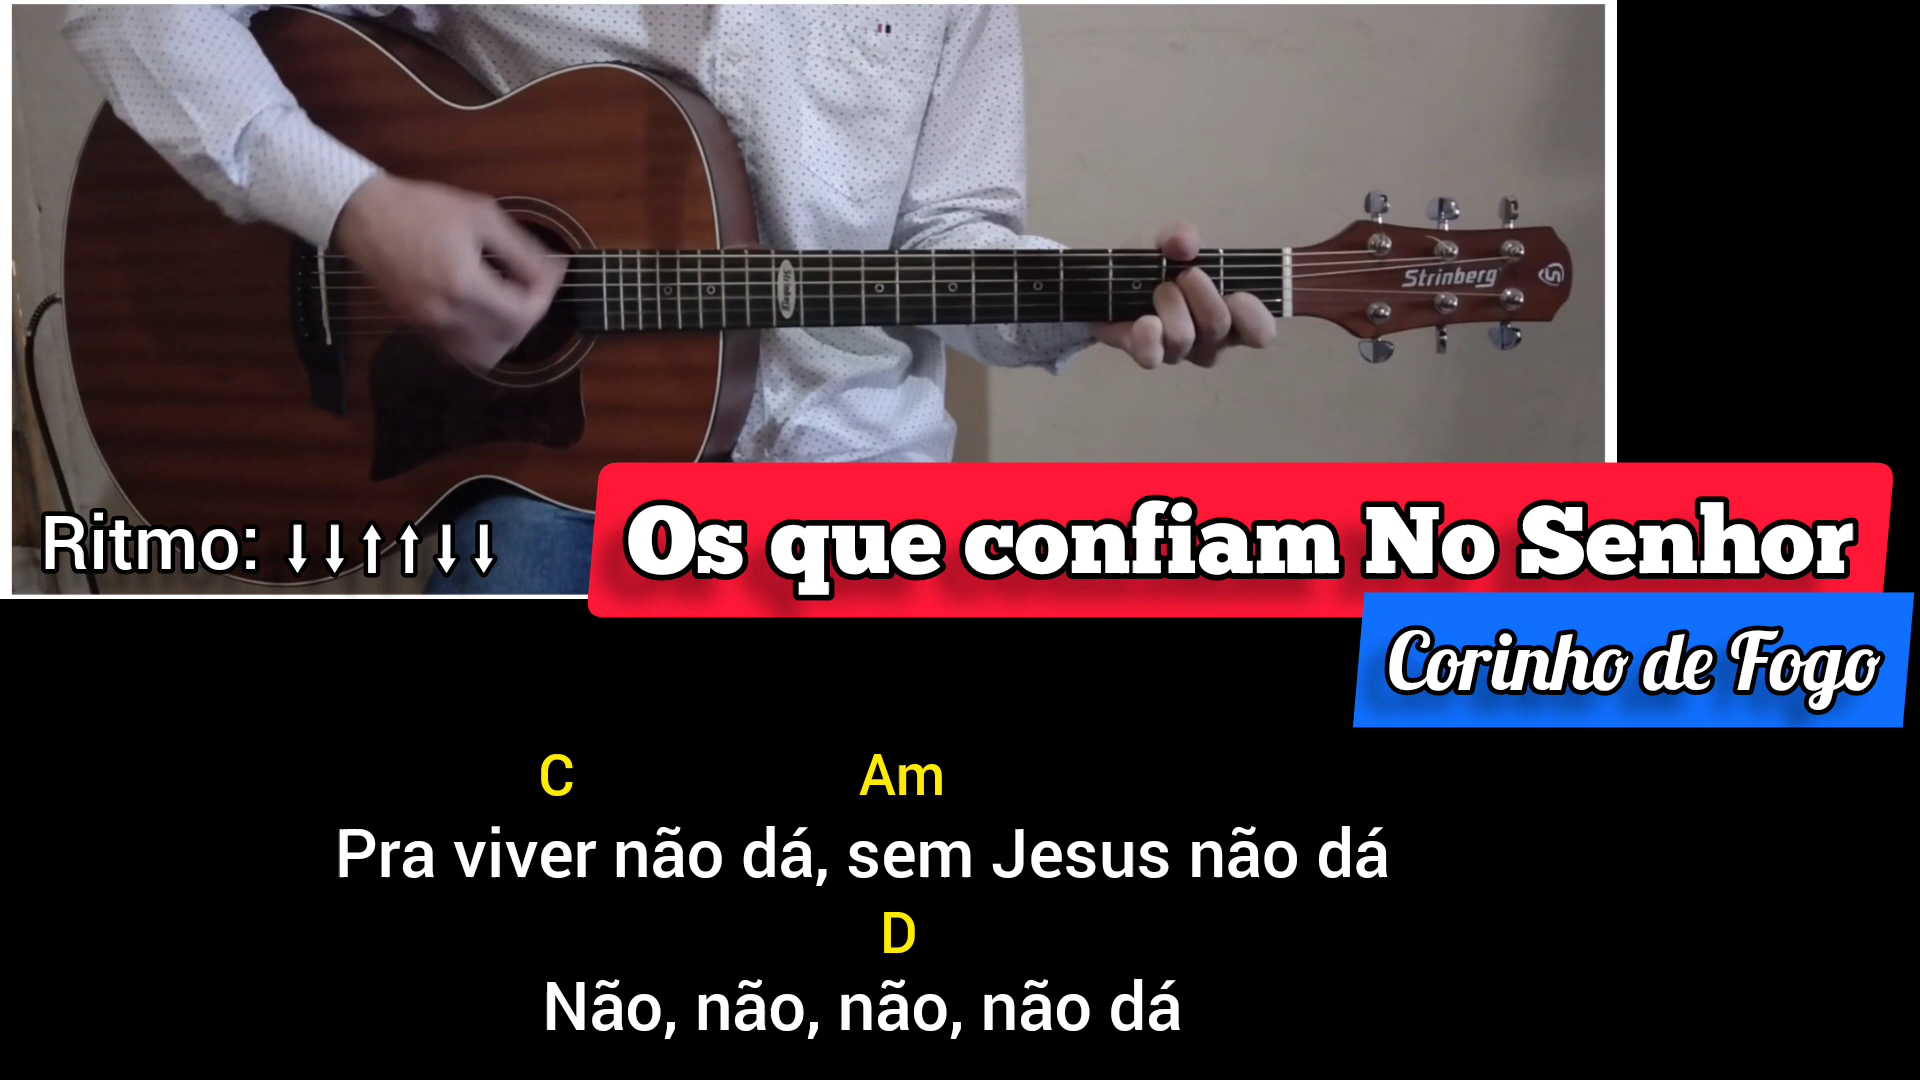 Strinberg
Ritmo: ↓↓↑↑↓↓
Os que confiam No Senhor
Corinho de Fogo
C Am
Pra viver não dá, sem Jesus não dá
D
Não, não, não, não dá